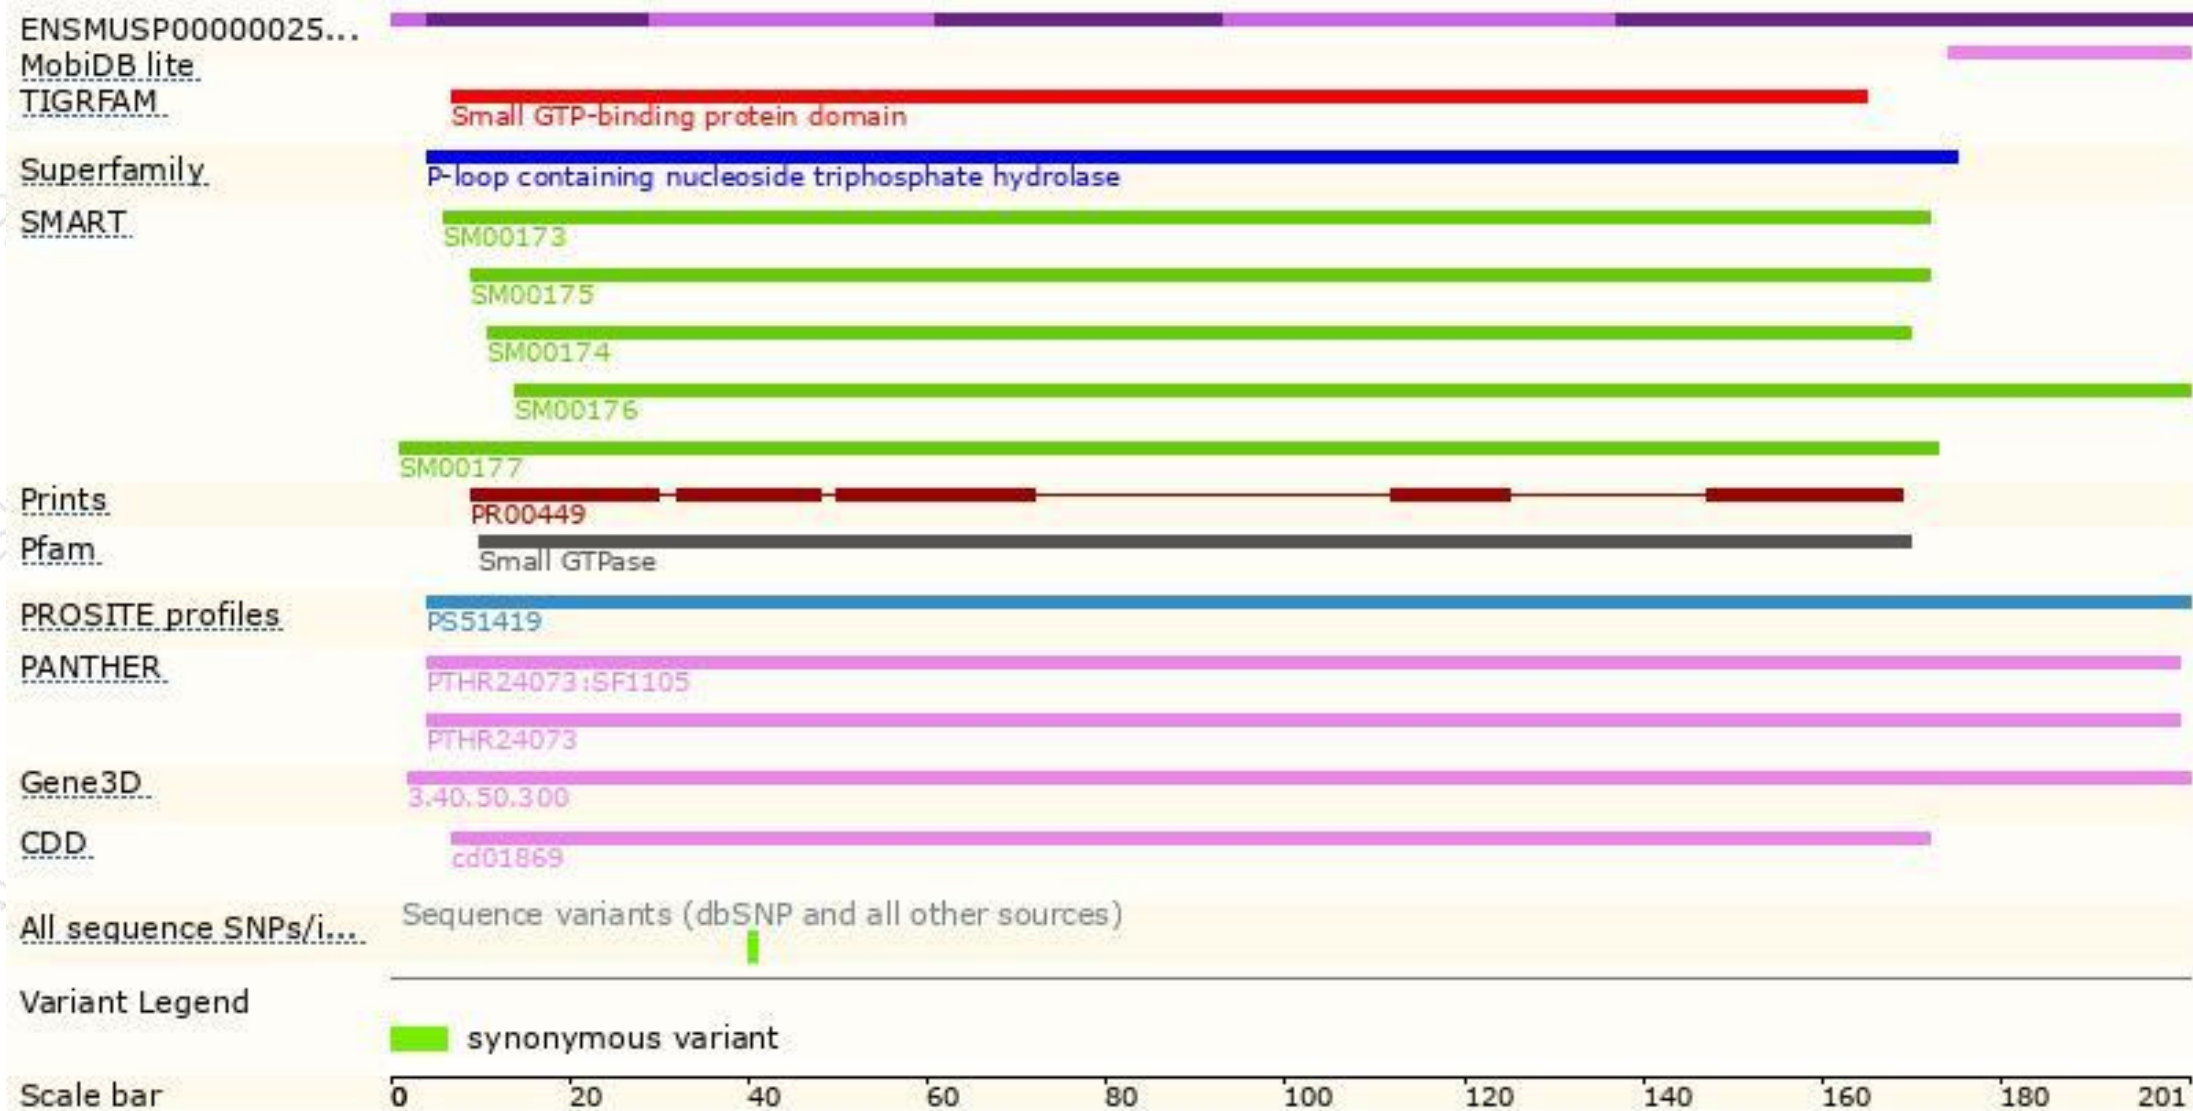 ENSMUSP00000025...
MobiDB lite
TIGRFAM
Small GTP-binding protein domain
Superfamily
P-loop containing nucleoside triphosphate hydrolase
SMART
SM00173
SM00175
SM00174
SM00176
SM00177
Prints
PR00449
Pfam
Small GTPase
PROSITE profiles
PS51419
PANTHER
PTHR24073:SF1105
PTHR24073
Gene3D
3.40.50.300
CDD
cd01869
All sequence SNPs/i...
Sequence variants (dbSNP and all other sources)
Variant Legend
synonymous variant
Scale bar 0 20 40 60 80 100 120 140 160 180 201